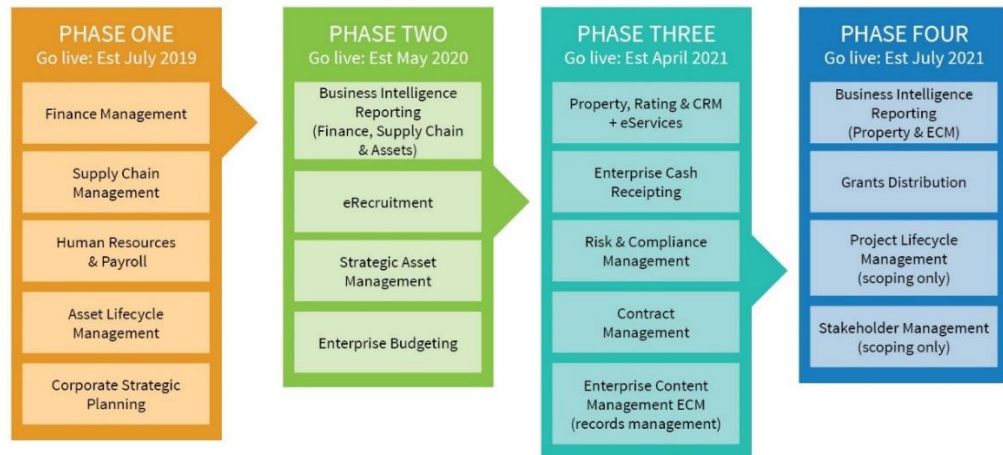 PHASE ONE
Go live: Est July 2019
Finance Management
Supply Chain
Management
Human Resources
& Payroll
Asset Lifecycle
Management
Corporate Strategic
Planning
PHASE TWO
Go live: Est May 2020
Business Intelligence
Reporting
(Finance, Supply Chain
& Assets)
eRecruitment
Strategic Asset
Management
Enterprise Budgeting
PHASE THREE
Go live: Est April 2021
Property, Rating & CRM
+ eServices
Enterprise Cash
Receipting
Risk & Compliance
Management
Contract
Management
Enterprise Content
Management ECM
(records management)
PHASE FOUR
Go live: Est July 2021
Business Intelligence
Reporting
(Property & ECM)
Grants Distribution
Project Lifecycle
Management
(scoping only)
Stakeholder Management
(scoping only)